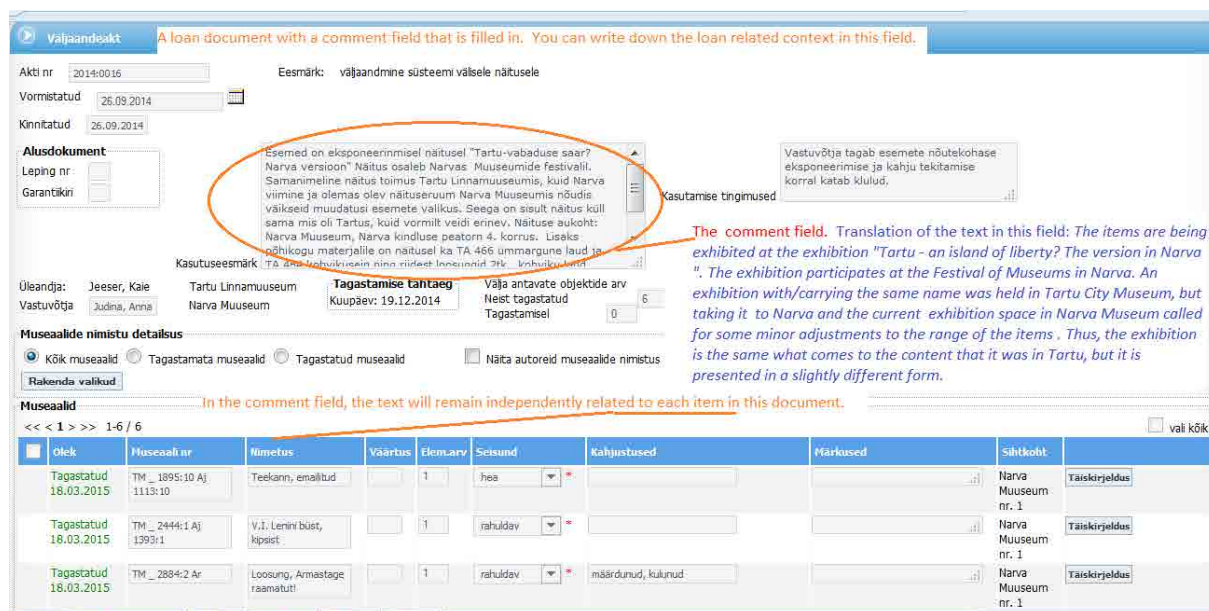 Väljaandeakt
A loan document with a comment field that is filled in. You can write down the loan related context in this field.
Akti nr 2014:0016
Eesmärk: väljaandmine süsteemi välisele näitusele
Vormistatud 26.09.2014
Kinnitatud 26.09.2014
Alusdokument
Leping nr
Garantiikiri
Esemed on eksponeerinmisel näitusel "Tartu-vabaduse saar?
Narva versioon" Näitus osaleb Narvas Muuseumide festivalil.
Samanimeline näitus toimus Tartu Linnamuuseumis, kuid Narva
viimine ja olemas olev näituseruum Narva Muuseumis nõudis
väikseid muudatusi esemete valikus. Seega on sisult näitus küll
sama mis oli Tartus, kuid vormilt veidi erinev. Näituse aukoht:
Narva Muuseum, Narva kindluse peatorn 4. korrus. Lisaks
põhikogu materjalile on näitusel ka TA 466 ümmargune laud ja
Kasutuseesmärk
Kasutamise tingimused
Vastuvõtja tagab esemete nõutekohase
eksponeerimise ja kahju tekitamise
korral katab klulud.
The comment field. Translation of the text in this field: The items are being
exhibited at the exhibition "Tartu - an island of liberty? The version in Narva
". The exhibition participates at the Festival of Museums in Narva. An
exhibition with/carrying the same name was held in Tartu City Museum, but
taking it to Narva and the current exhibition space in Narva Museum called
for some minor adjustments to the range of the items . Thus, the exhibition
is the same what comes to the content that it was in Tartu, but it is
presented in a slightly different form.
Üleandja: Jeeser, Kaie Tartu Linnamuuseum
Vastuvõtja Judina, Anna Narva Muuseum
Tagastamise tähtaeg
Kuupäev: 19.12.2014
Välja antavate objektide arv
Neist tagastatud 6
Tagastamisel 0
Museaalide nimistu detailsus
Kõik museaalid Tagastamata museaalid Tagastatud museaalid Näita autoreid museaalide nimistus
Rakenda valikud
In the comment field, the text will remain independently related to each item in this document.
Museaalid
<< < 1 > >> 1-6 / 6
vali kõik
Olek Museaali nr Nimetus Väärtus Elem.arv Seisund Kahjustused Märkused Sihtkoht
Tagastatud TM _ 1895:10 Aj Teekann, emailitud 1 hea * Narva Täiskirjeldus
18.03.2015 1113:10 Muuseum
nr. 1
Tagastatud TM _ 2444:1 Aj V.I. Lenini büst, 1 rahuldav * Narva Täiskirjeldus
18.03.2015 1393:1 kipsist Muuseum
nr. 1
Tagastatud TM _ 2884:2 Ar Loosung, Armastage 1 rahuldav * määrdunud, kulunud Narva Täiskirjeldus
18.03.2015 raamatut! Muuseum
nr. 1